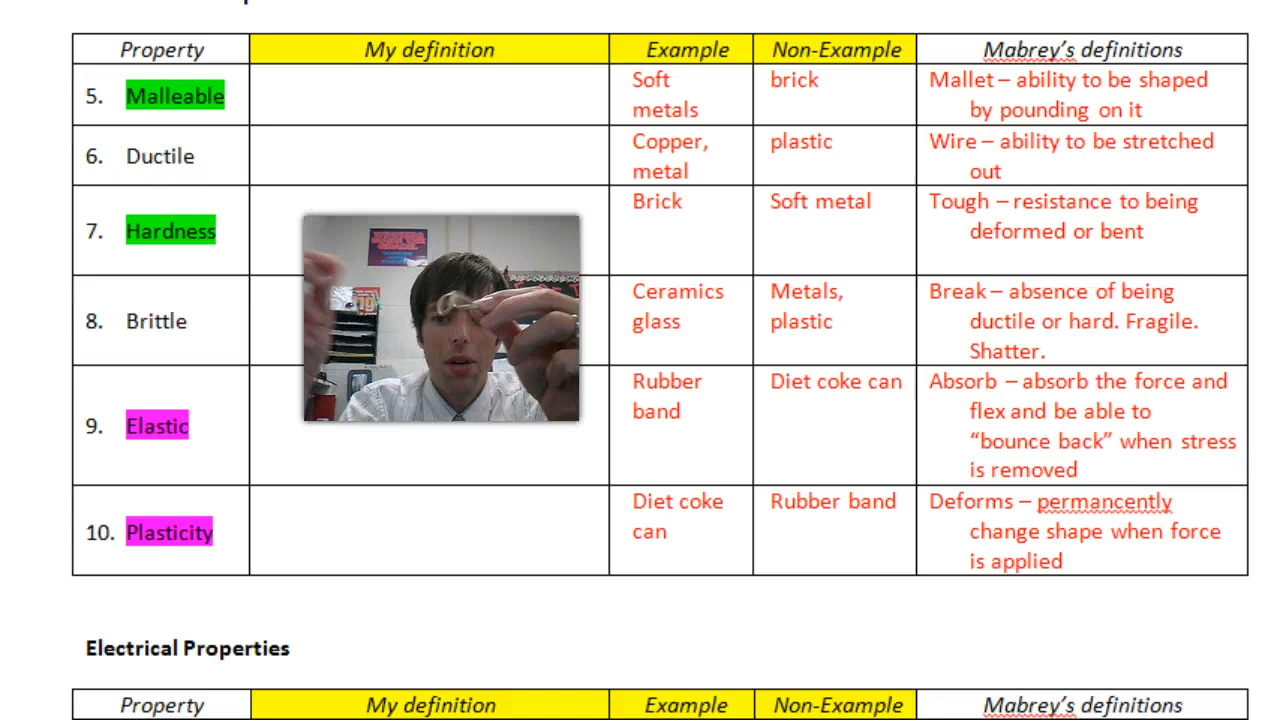 Property My definition Example Non-Example Mabrey's definitions
5. Malleable Soft metals brick Mallet – ability to be shaped by pounding on it
6. Ductile Copper, metal plastic Wire – ability to be stretched out
7. Hardness Brick Soft metal Tough – resistance to being deformed or bent
8. Brittle Ceramics glass Metals, plastic Break – absence of being ductile or hard. Fragile. Shatter.
9. Elastic Rubber band Diet coke can Absorb – absorb the force and flex and be able to “bounce back” when stress is removed
10. Plasticity Diet coke can Rubber band Deforms – permancently change shape when force is applied
Electrical Properties
Property My definition Example Non-Example Mabrey's definitions